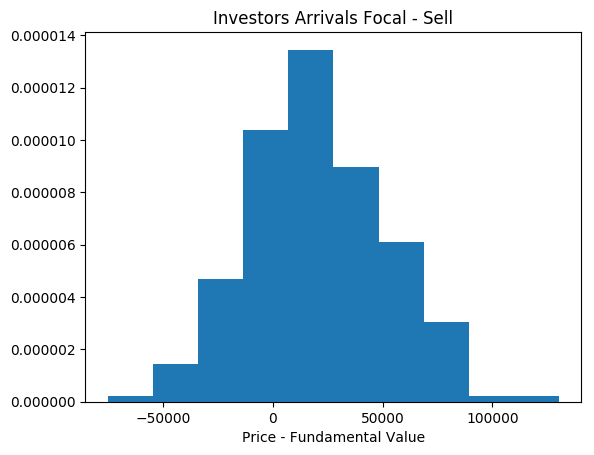 Investors Arrivals Focal - Sell
0.000014
0.000012
0.000010
0.000008
0.000006
0.000004
0.000002
0.000000
−50000 0 50000 100000
Price - Fundamental Value